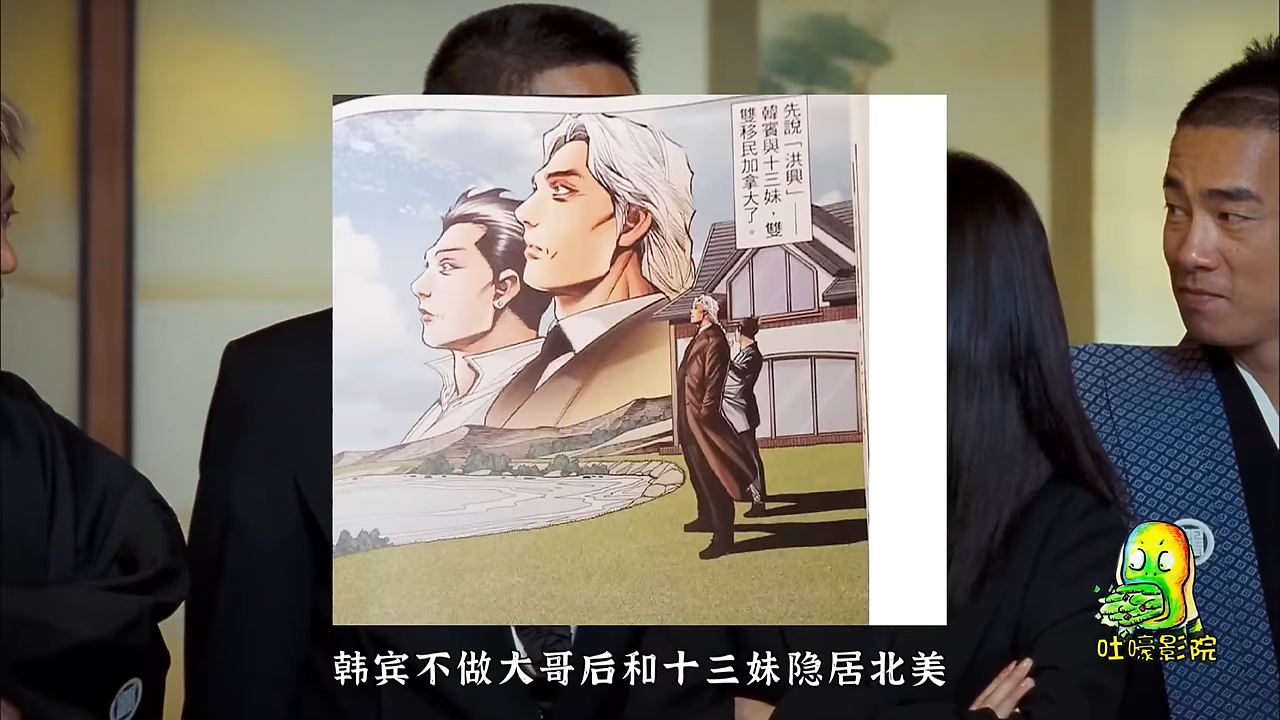 先說「洪興」——
韓賓與十三妹，雙
雙移民加拿大了。
韩宾不做大哥后和十三妹隐居北美
吐嚎影院